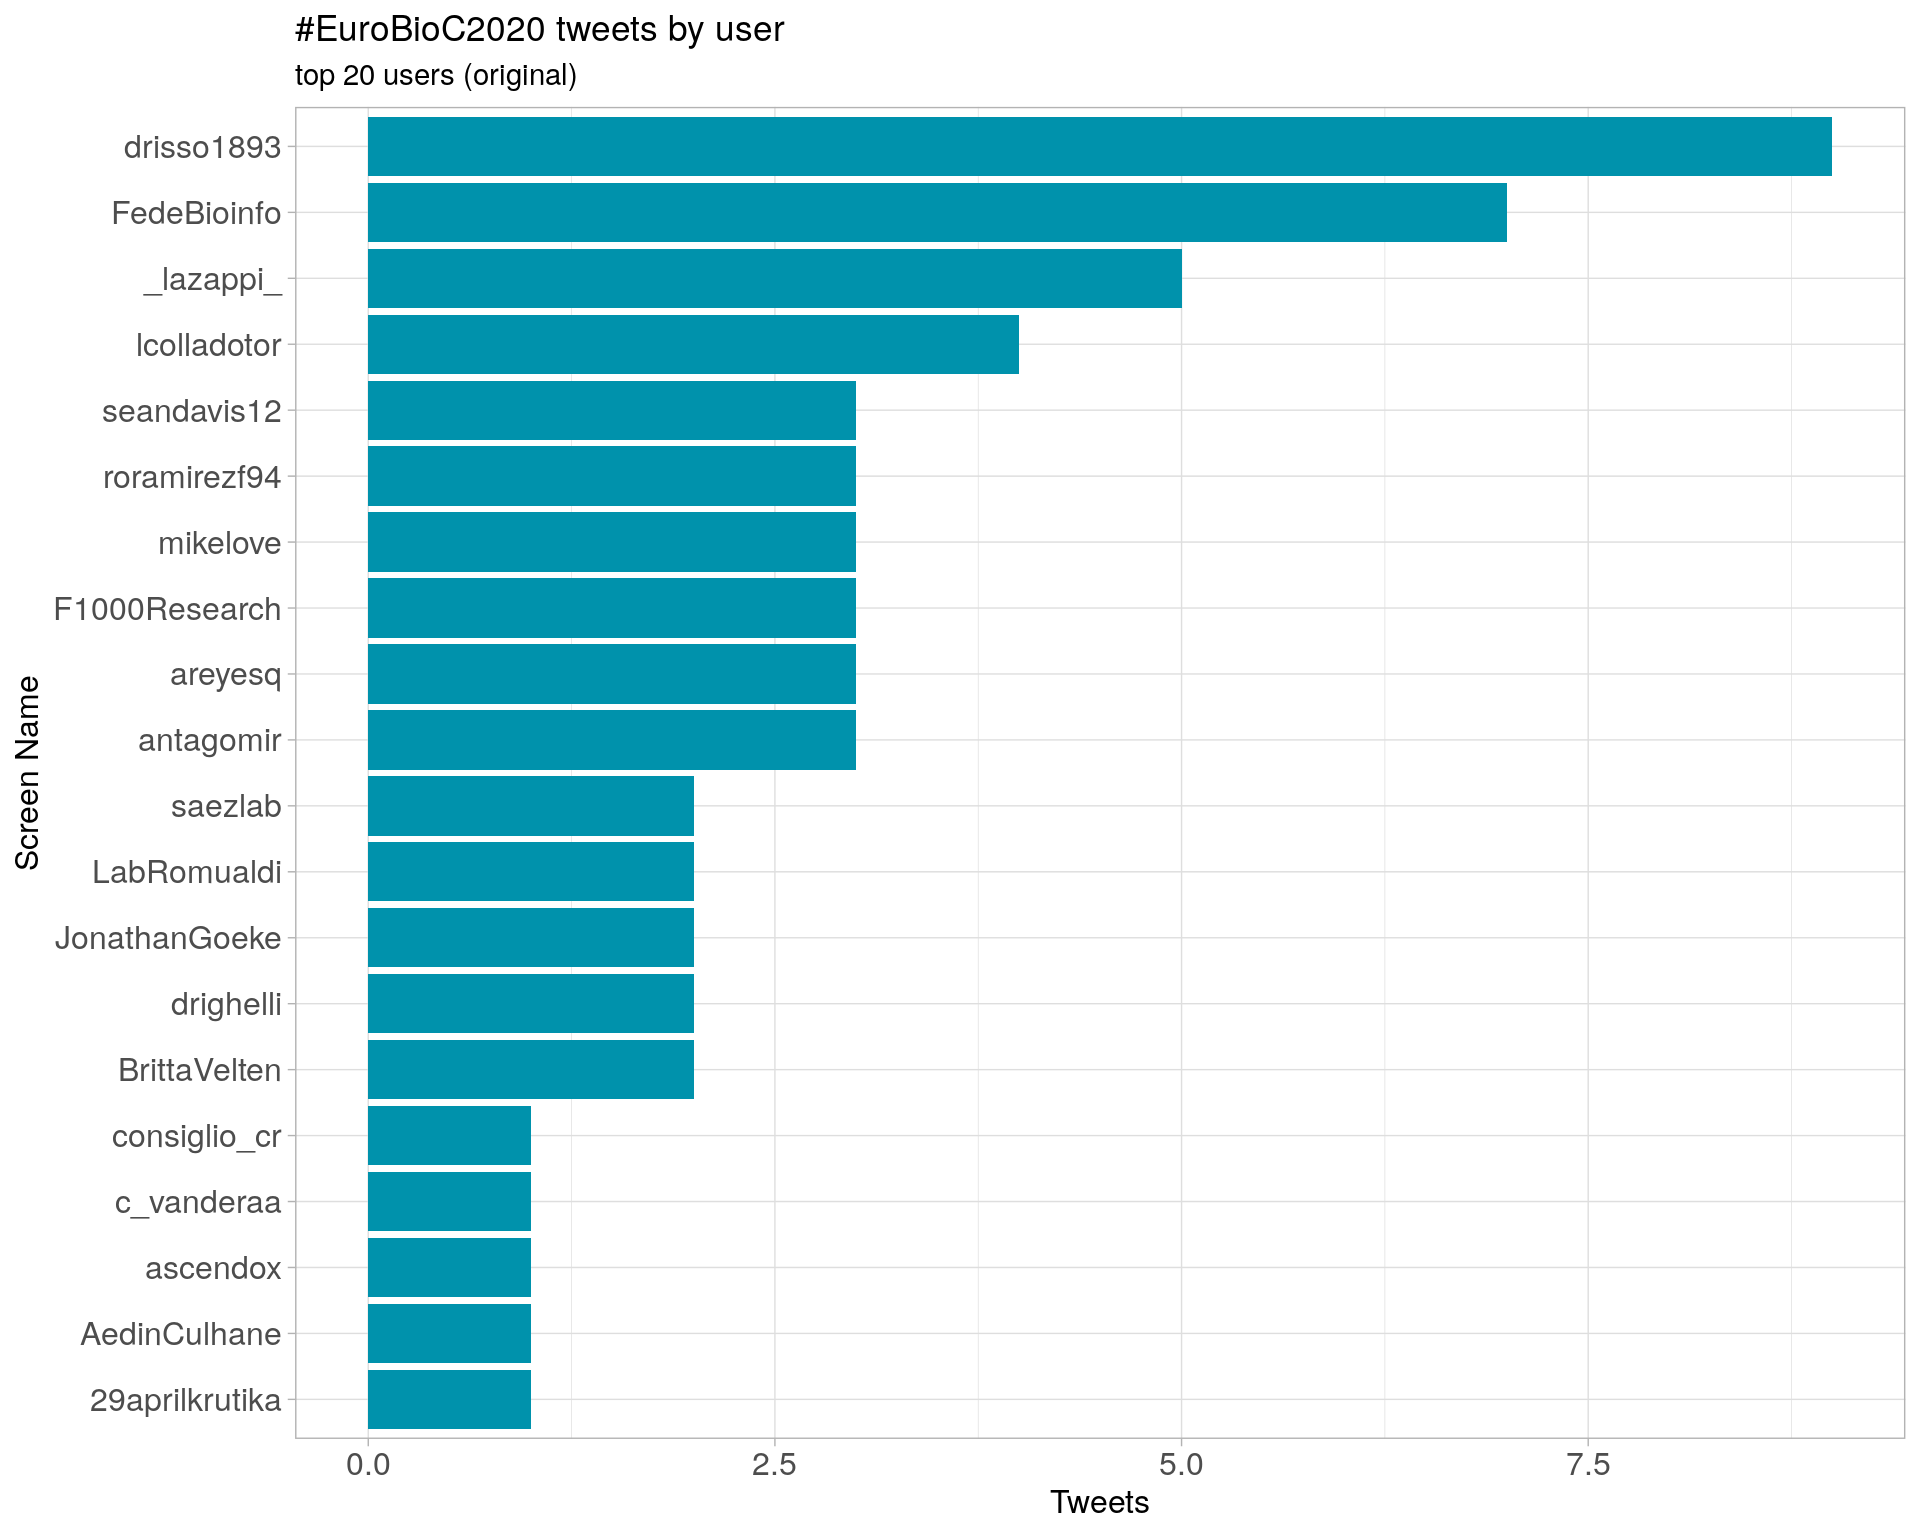 #EuroBioC2020 tweets by user
top 20 users (original)
drisso1893
FedeBioinfo
_lazappi_
lcolladotor
seandavis12
roramirezf94
mikelove
F1000Research
areyesq
antagomir
saezlab
LabRomualdi
JonathanGoeke
drighelli
BrittaVelten
consiglio_cr
c_vanderaa
ascendox
AedinCulhane
29aprilkrutika
Screen Name
0.0 2.5 5.0 7.5
Tweets